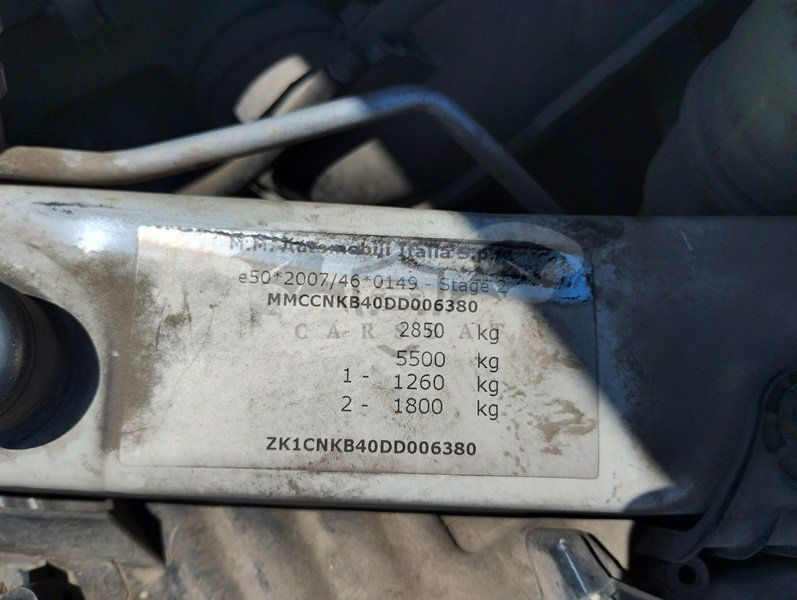 M.M. Automobili Italia S.p.A.
e50*2007/46*0149 - Stage 2
MMCCNKB40DD006380
2850 kg
5500 kg
1 - 1260 kg
2 - 1800 kg
ZK1CNKB40DD006380